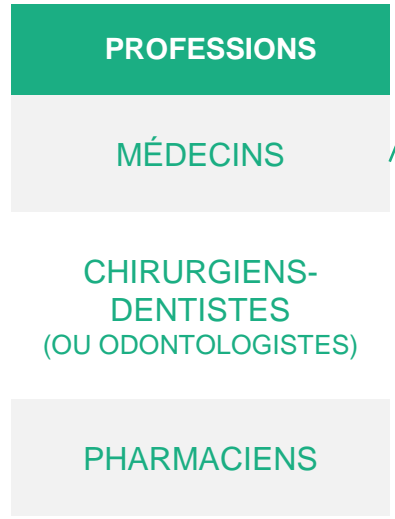 PROFESSIONS
MÉDECINS
CHIRURGIENS-
DENTISTES
(OU ODONTOLOGISTES)
PHARMACIENS